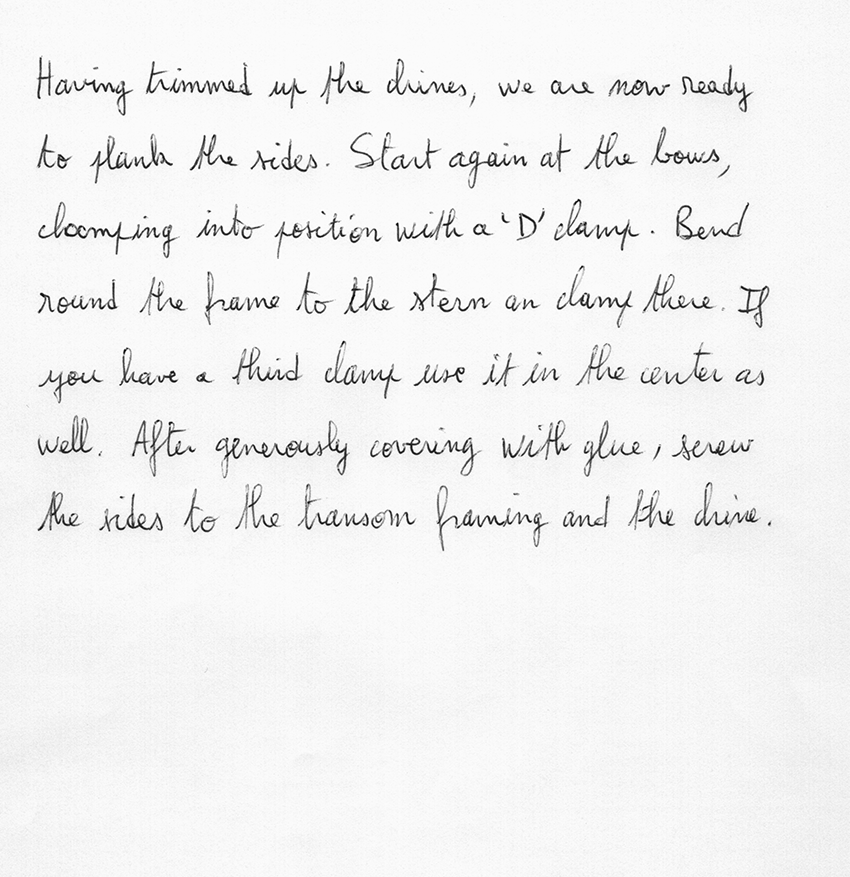 Having trimmed up the chines, we are now ready
to plank the sides. Start again at the bows,
clamping into position with a 'D' clamp. Bend
round the frame to the stern an clamp there. If
you have a third clamp use it in the center as
well. After generously covering with glue, screw
the sides to the transom framing and the chine.